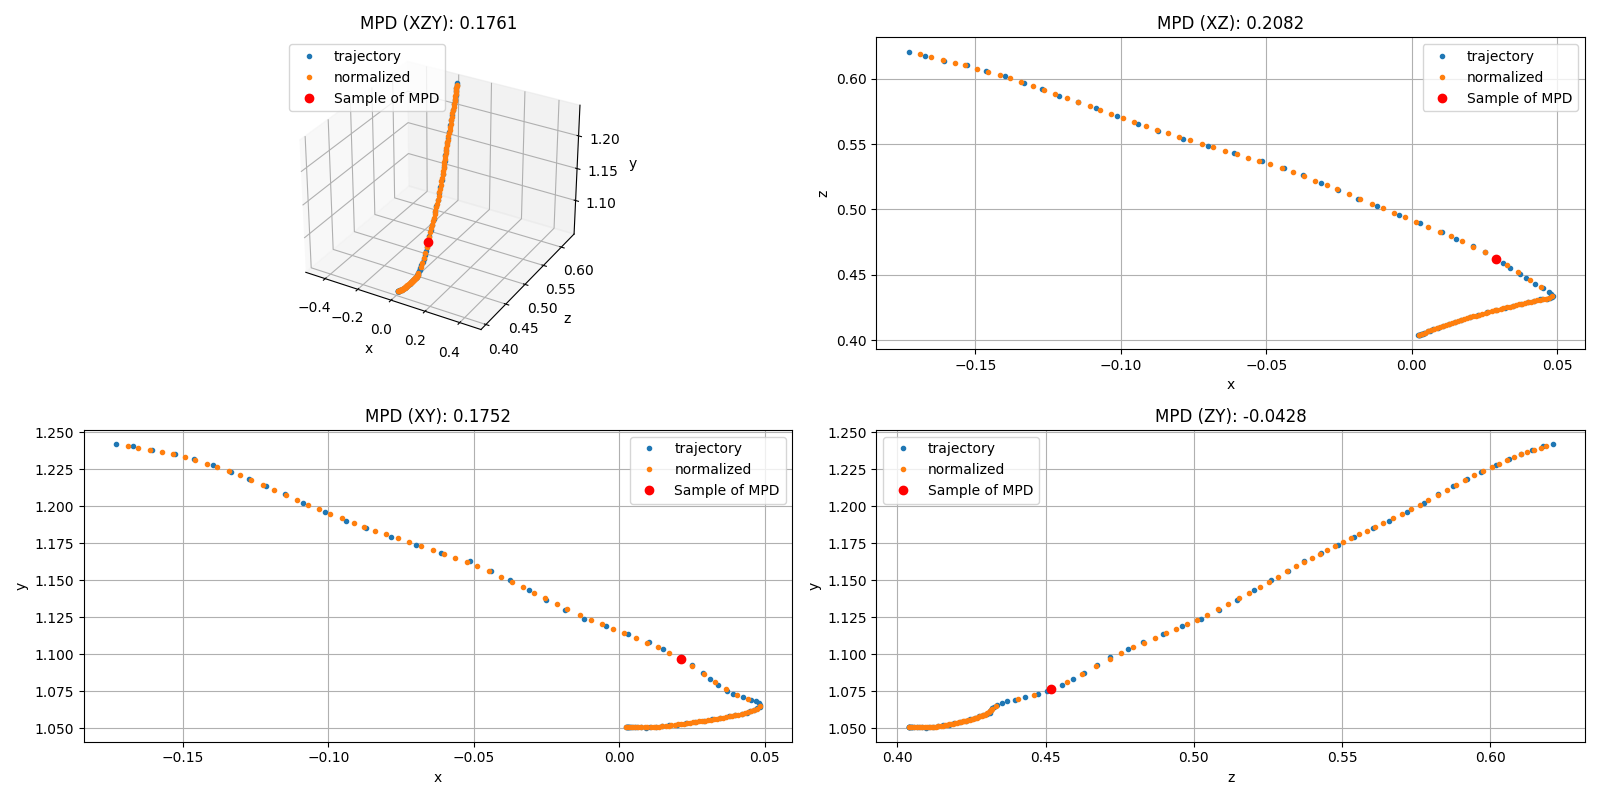 MPD (XZY): 0.1761
trajectory
normalized
Sample of MPD
1.20
1.15
1.10
y
−0.4
−0.2
0.0
0.2
0.4
x
0.40
0.45
0.50
0.55
0.60
z
MPD (XZ): 0.2082
trajectory
normalized
Sample of MPD
0.60
0.55
0.50
0.45
0.40
z
−0.15
−0.10
−0.05
0.00
0.05
x
MPD (XY): 0.1752
trajectory
normalized
Sample of MPD
1.250
1.225
1.200
1.175
1.150
1.125
1.100
1.075
1.050
y
−0.15
−0.10
−0.05
0.00
0.05
x
MPD (ZY): -0.0428
trajectory
normalized
Sample of MPD
1.250
1.225
1.200
1.175
1.150
1.125
1.100
1.075
1.050
y
0.40
0.45
0.50
0.55
0.60
z